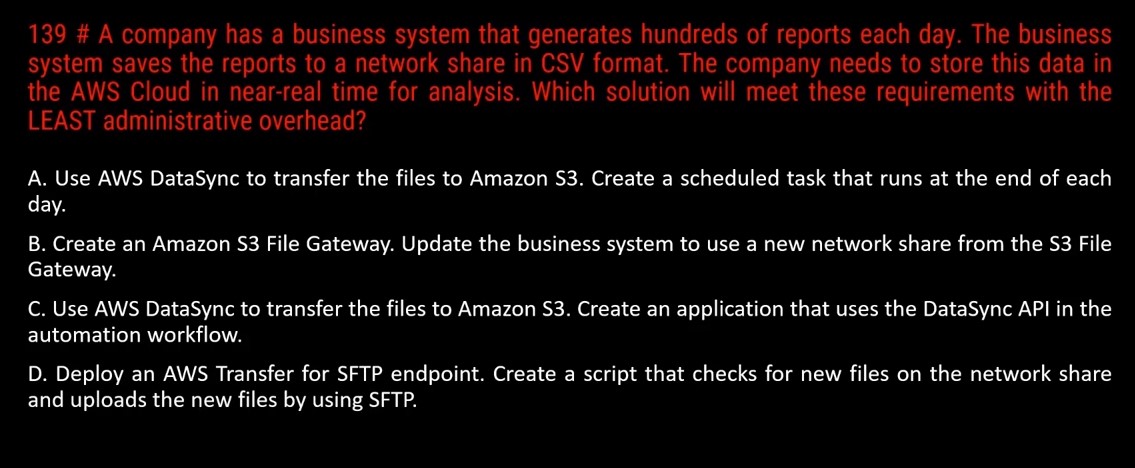 139 # A company has a business system that generates hundreds of reports each day. The business
system saves the reports to a network share in CSV format. The company needs to store this data in
the AWS Cloud in near-real time for analysis. Which solution will meet these requirements with the
LEAST administrative overhead?
A. Use AWS DataSync to transfer the files to Amazon S3. Create a scheduled task that runs at the end of each
day.
B. Create an Amazon S3 File Gateway. Update the business system to use a new network share from the S3 File
Gateway.
C. Use AWS DataSync to transfer the files to Amazon S3. Create an application that uses the DataSync API in the
automation workflow.
D. Deploy an AWS Transfer for SFTP endpoint. Create a script that checks for new files on the network share
and uploads the new files by using SFTP.